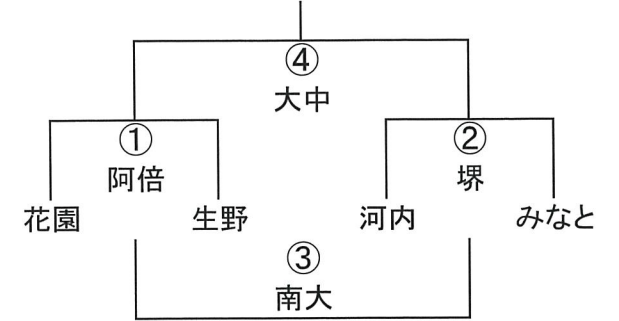 ④
大中
①
阿倍
②
堺
花園
生野
河内
みなと
③
南大